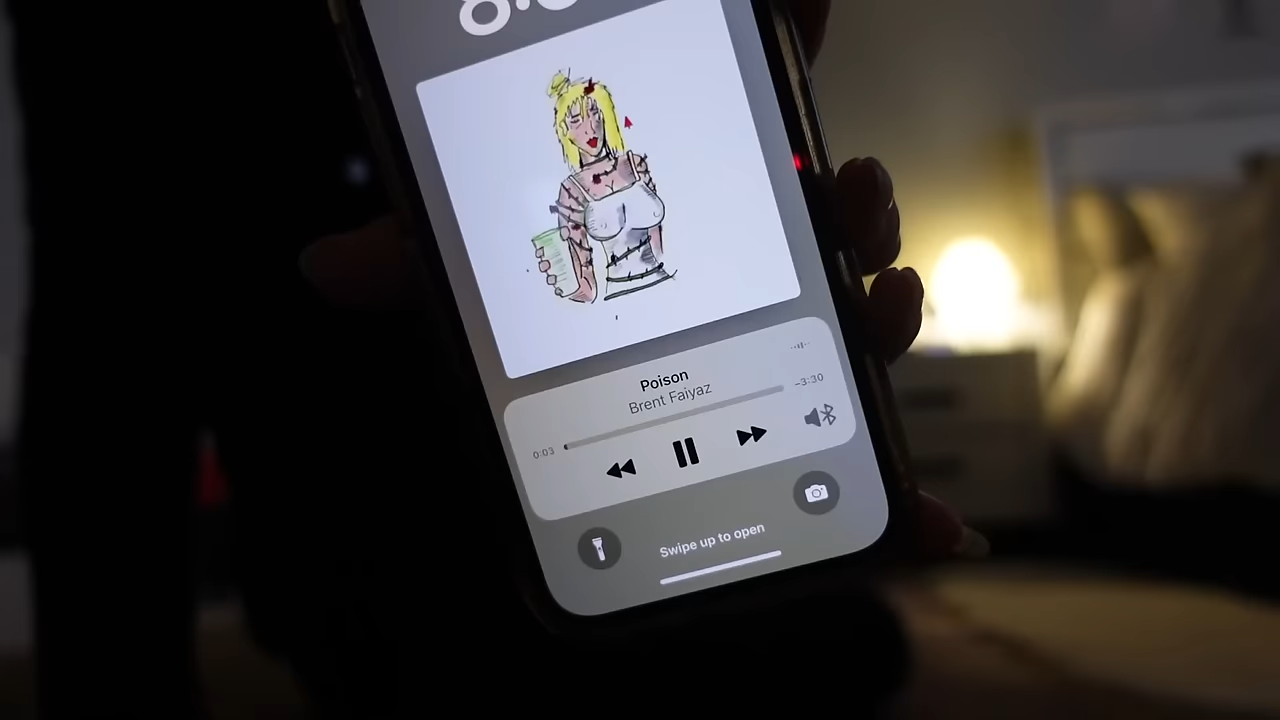 Poison
Brent Faiyaz
0:03
-3:30
Swipe up to open